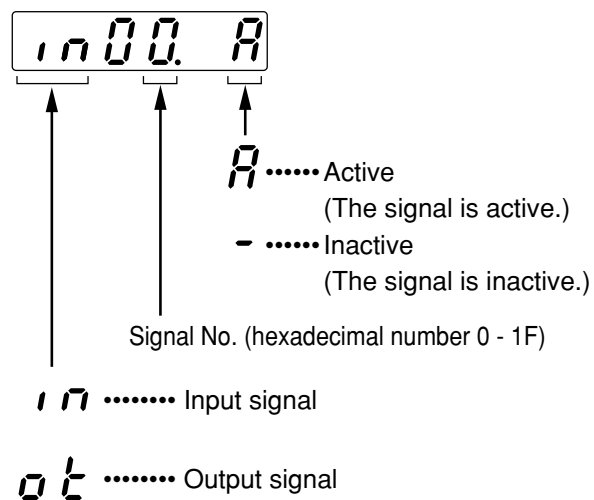 in00. A
A ······ Active
(The signal is active.)
- ······ Inactive
(The signal is inactive.)
Signal No. (hexadecimal number 0 - 1F)
in ········ Input signal
ot ········ Output signal